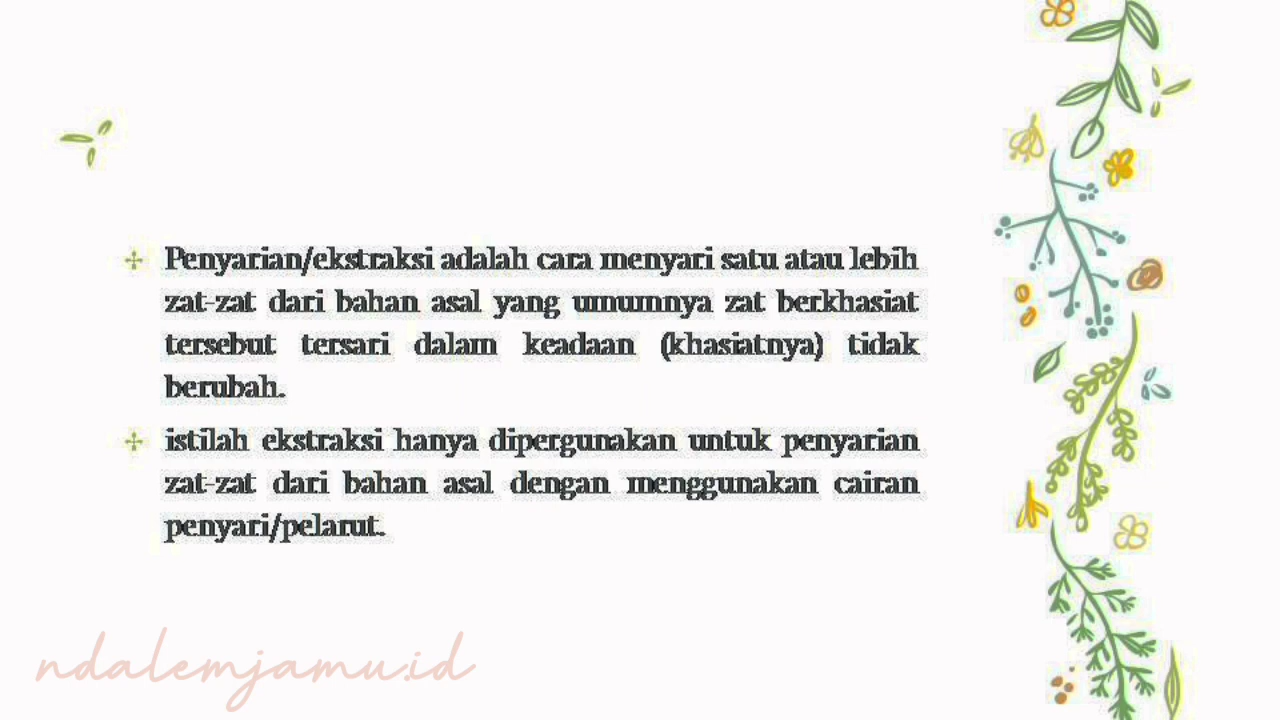 Penyarian/ekstraksi adalah cara menyari satu atau lebih
zat-zat dari bahan asal yang umumnya zat berkhasiat
tersebut tersari dalam keadaan (khasiatnya) tidak
berubah.
istilah ekstraksi hanya dipergunakan untuk penyarian
zat-zat dari bahan asal dengan menggunakan cairan
penyari/pelarut.
ndalemjamu.id